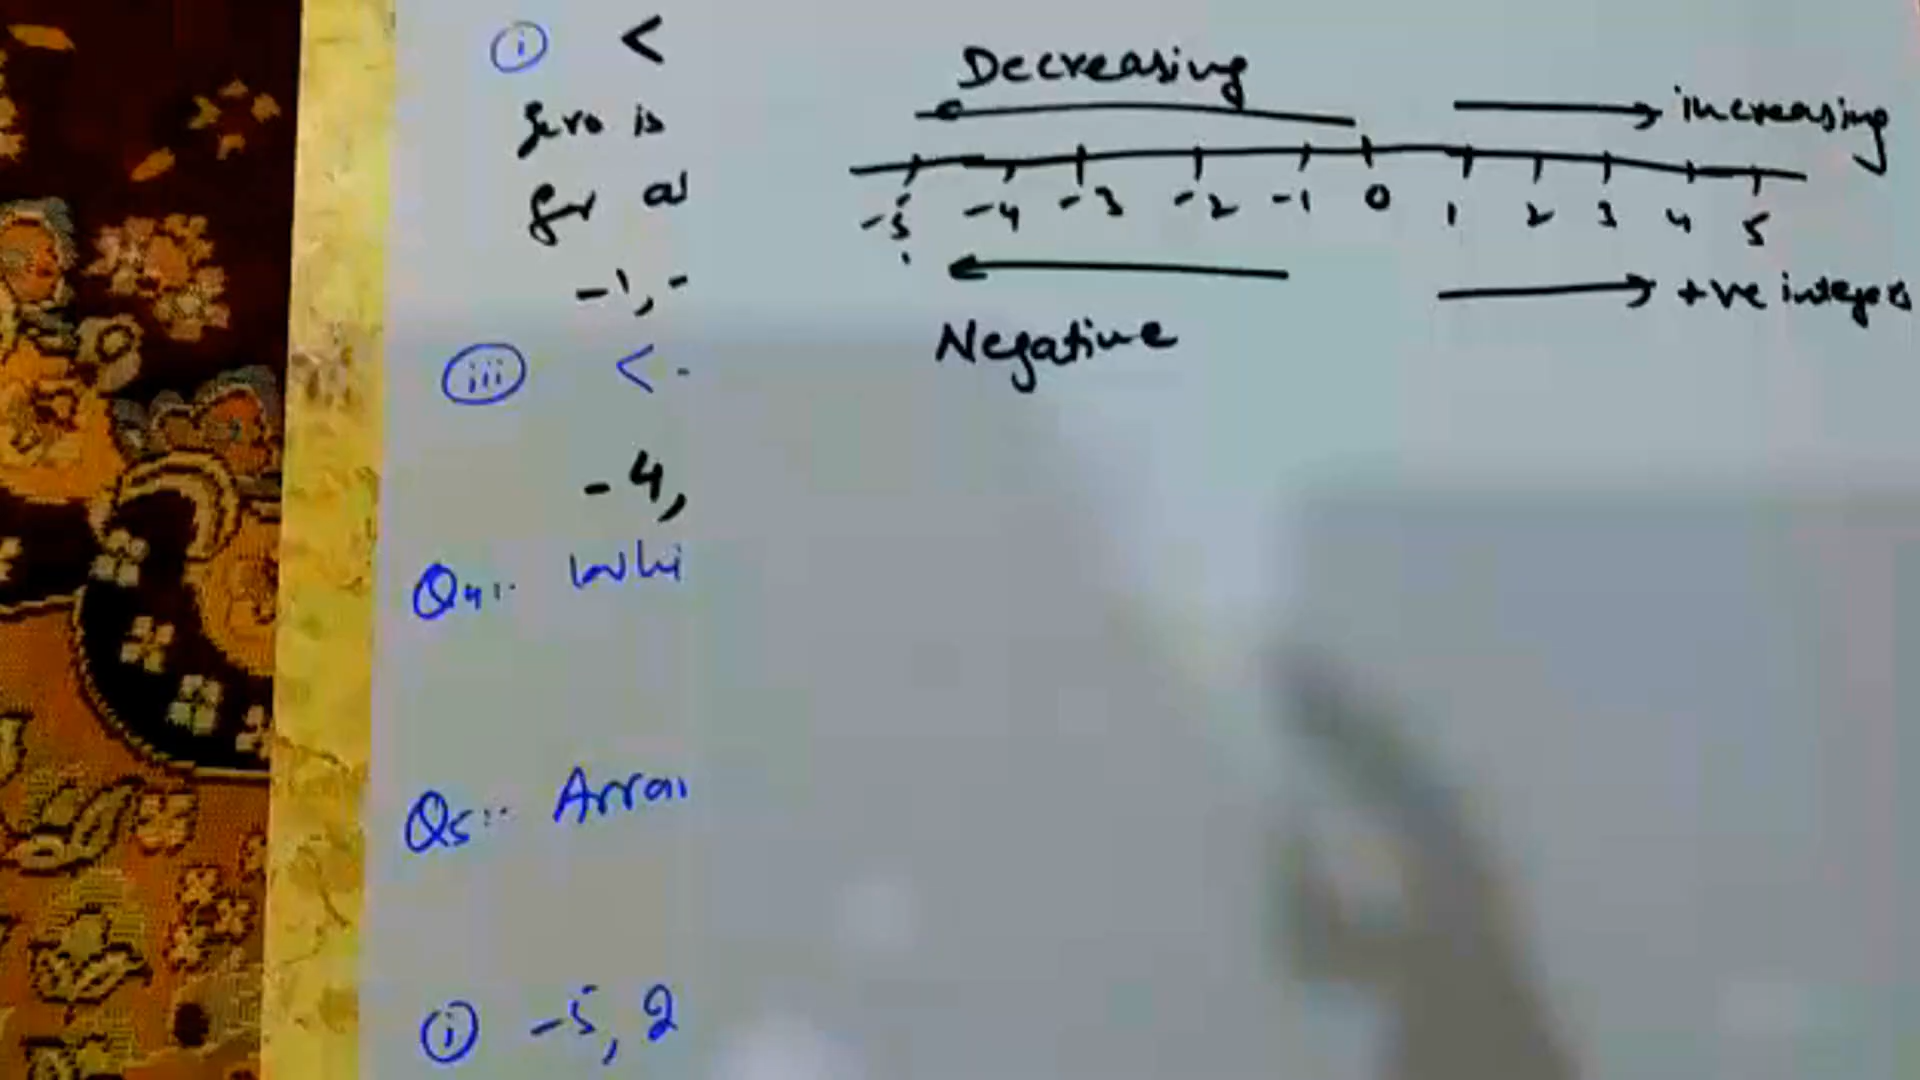 (i) <
Zero is
for al
-1, -
(iii) < -
-4,
Q4:- Whi
Q5:- Arrai
(i) -5, 2
Decreasing
increasing
-5 -4 -3 -2 -1 0 1 2 3 4 5
+ve integers
Negative